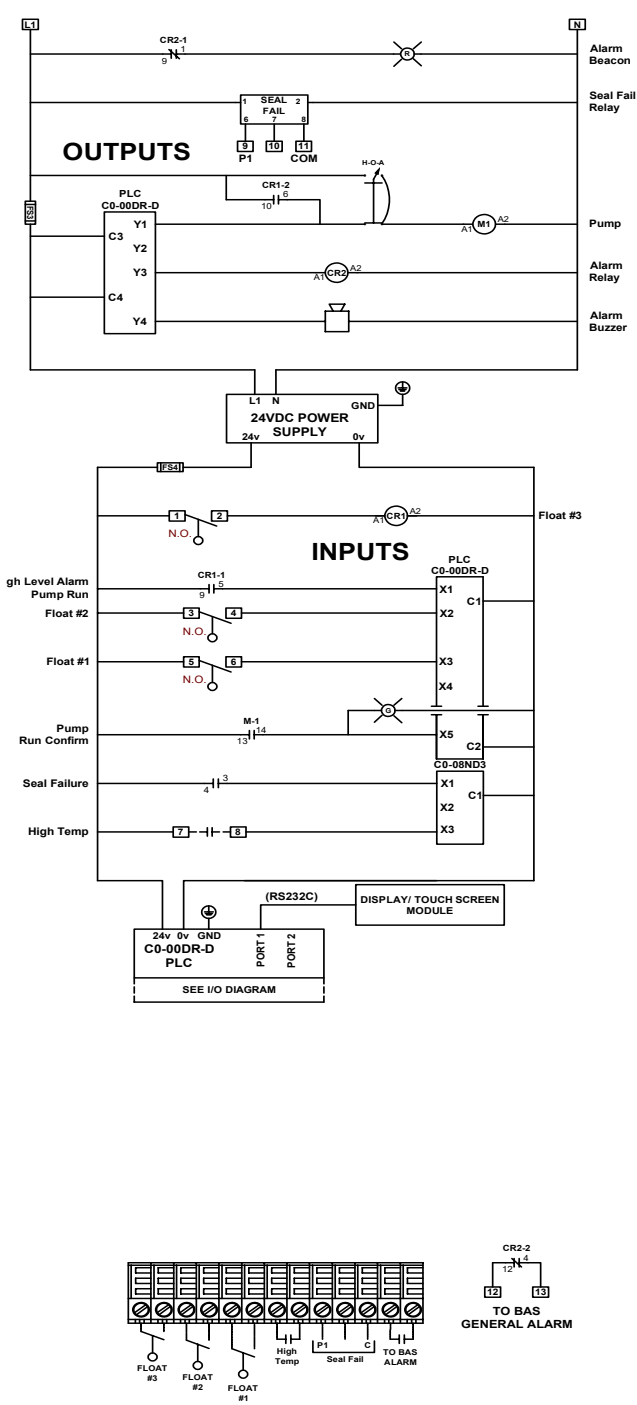 L1 N
CR2-1
9 1
R
Alarm
Beacon
1 SEAL 2
FAIL
6 7 8
9 10 11
P1 COM
Seal Fail
Relay
OUTPUTS
H-O-A
CR1-2
10 6
FS3
PLC
C0-00DR-D
C3
C4
Y1
Y2
Y3
Y4
A1 M1 A2
Pump
A1 CR2 A2
Alarm
Relay
Alarm
Buzzer
L1 N
GND
24VDC POWER
SUPPLY
24v 0v
FS4
1 2
N.O.
A1 CR1 A2
Float #3
INPUTS
PLC
C0-00DR-D
gh Level Alarm
Pump Run
CR1-1
9 5
X1
C1
Float #2
3 4
N.O.
X2
Float #1
5 6
N.O.
X3
X4
G
Pump
Run Confirm
M-1
13 14
X5
C2
C0-08ND3
Seal Failure
4 3
X1
C1
X2
High Temp
7 8
X3
(RS232C)
DISPLAY/ TOUCH SCREEN
MODULE
24v 0v GND
C0-00DR-D
PLC
PORT 1
PORT 2
SEE I/O DIAGRAM
CR2-2
12 4
12 13
TO BAS
GENERAL ALARM
FLOAT
#3
FLOAT
#2
FLOAT
#1
High
Temp
P1 C
Seal Fail
TO BAS
ALARM